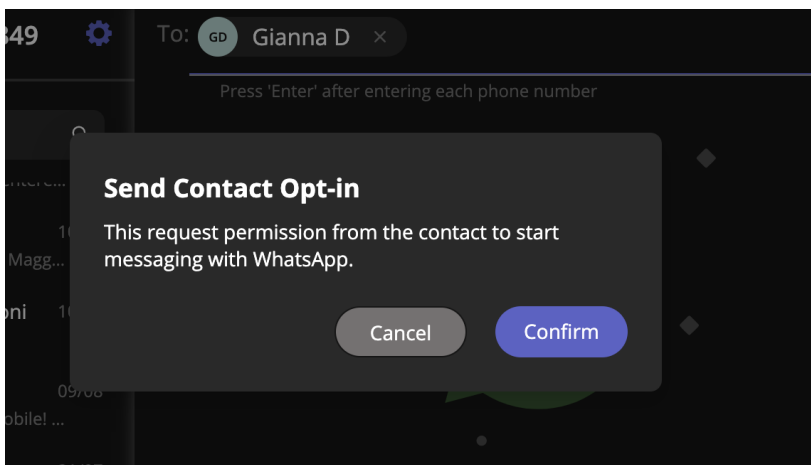 349
To: GD Gianna D ×
Press 'Enter' after entering each phone number
Send Contact Opt-in
This request permission from the contact to start
messaging with WhatsApp.
Magg...
oni
Cancel Confirm
09/08
obile! ...